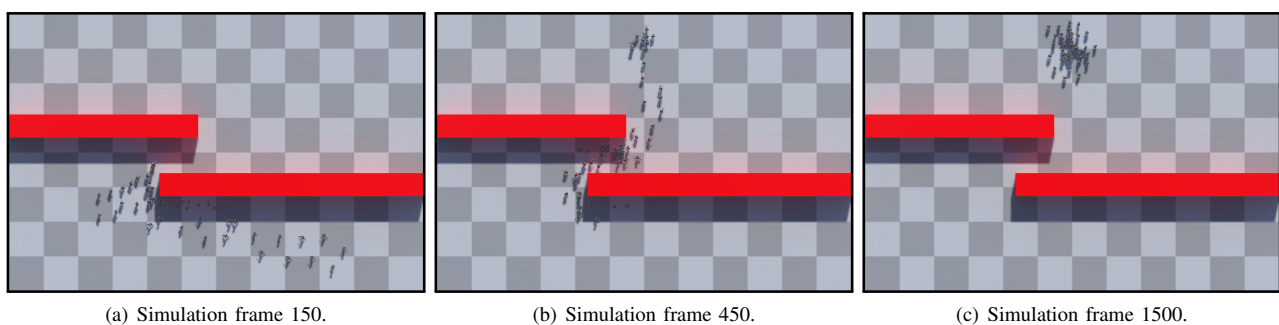 (a) Simulation frame 150.
(b) Simulation frame 450.
(c) Simulation frame 1500.